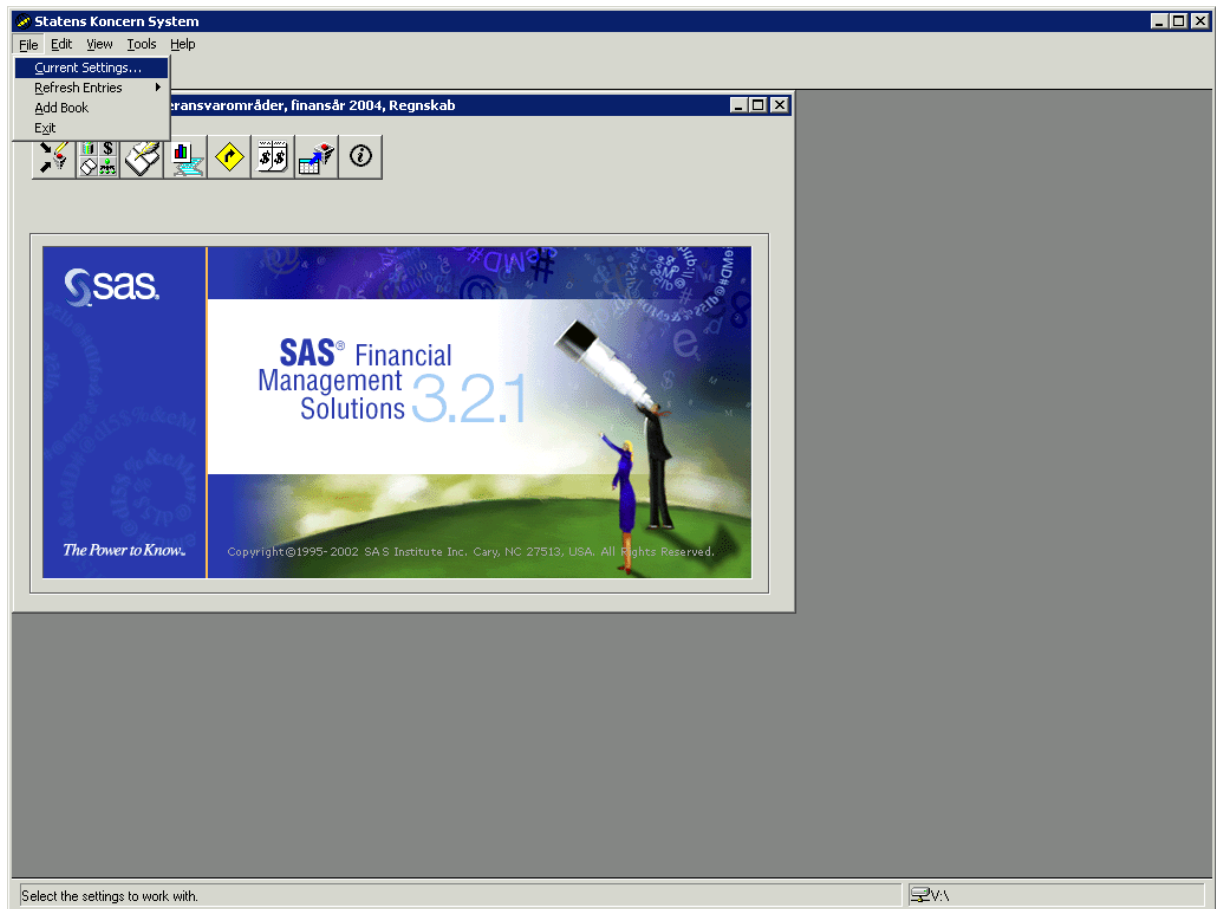 Statens Koncern System
File Edit View Tools Help
Current Settings...
Refresh Entries
Add Book
Exit
eransvarområder, finansår 2004, Regnskab
sas.
SAS® Financial
Management
Solutions 3.2.1
The Power to Know™
Copyright©1995-2002 SAS Institute Inc. Cary, NC 27513, USA. All Rights Reserved.
Select the settings to work with.
V:\